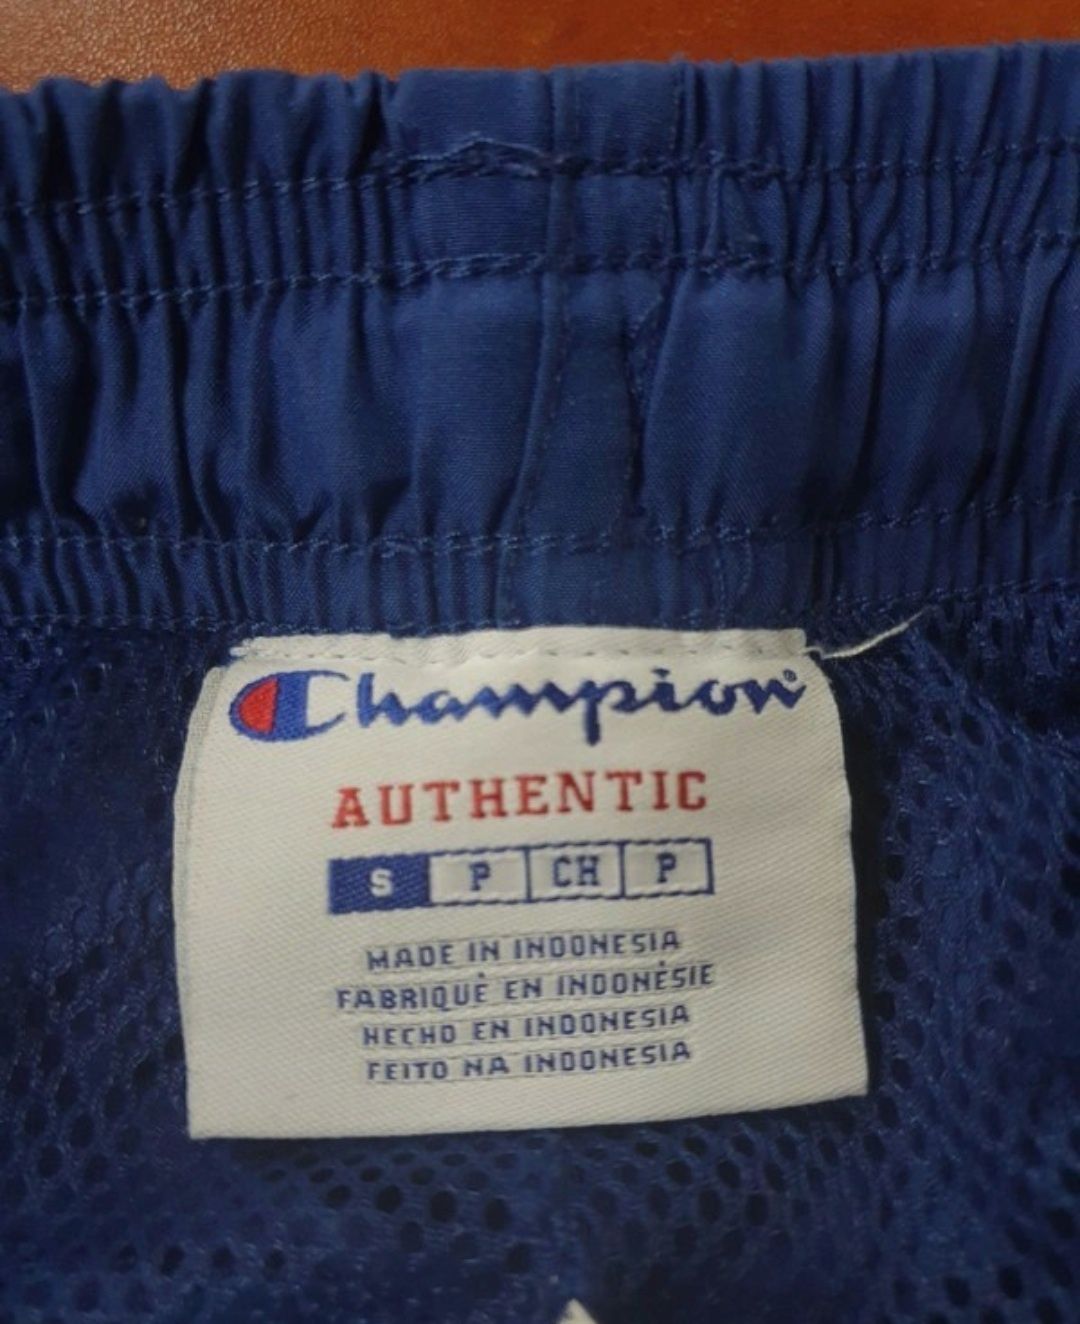 Champion®
AUTHENTIC
S P CH P
MADE IN INDONESIA
FABRIQUÉ EN INDONÉSIE
HECHO EN INDONESIA
FEITO NA INDONESIA